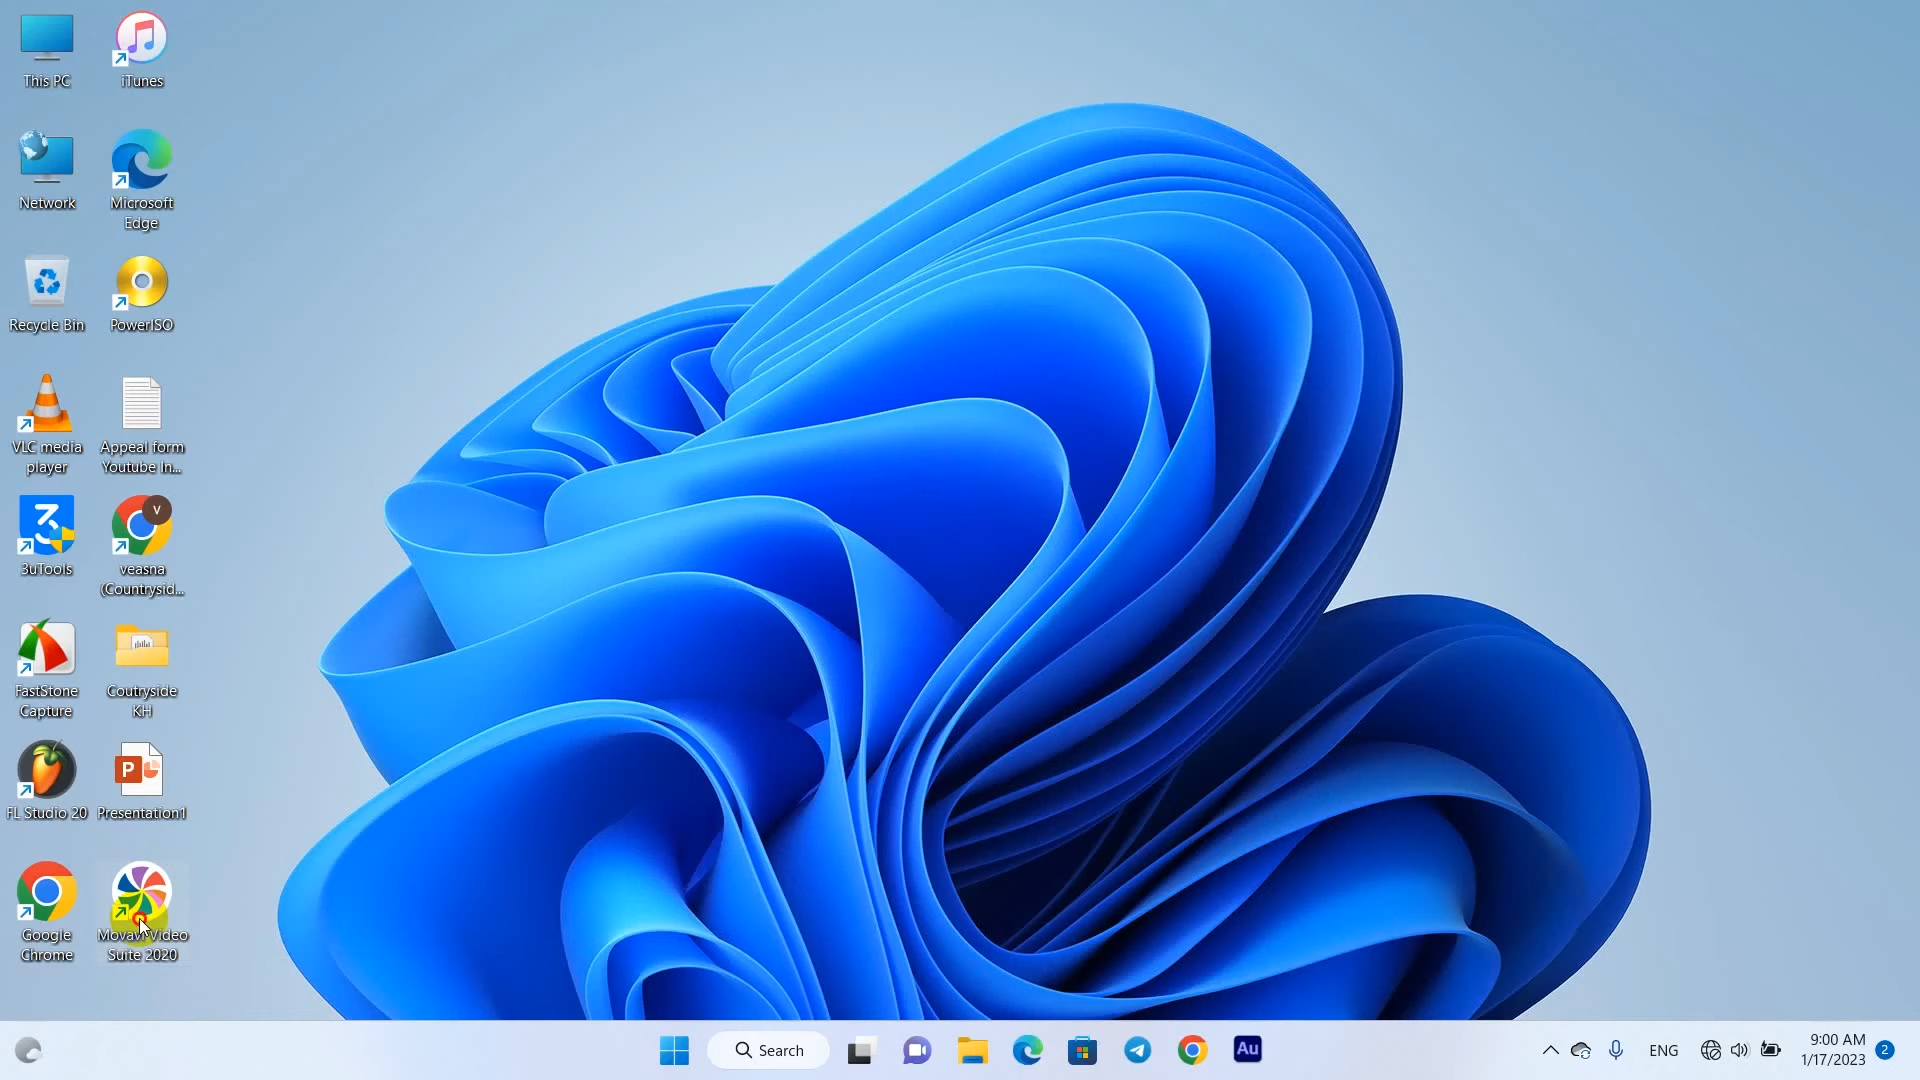 This PC
iTunes
Network
Microsoft
Edge
Recycle Bin
PowerISO
VLC media
player
Appeal form
Youtube In...
3uTools
V
veasna
(Countrysid...
FastStone
Capture
Coutryside
KH
FL Studio 20
P
Presentation1
Google
Chrome
Movavi Video
Suite 2020
Search
Au
ENG
9:00 AM
1/17/2023
2